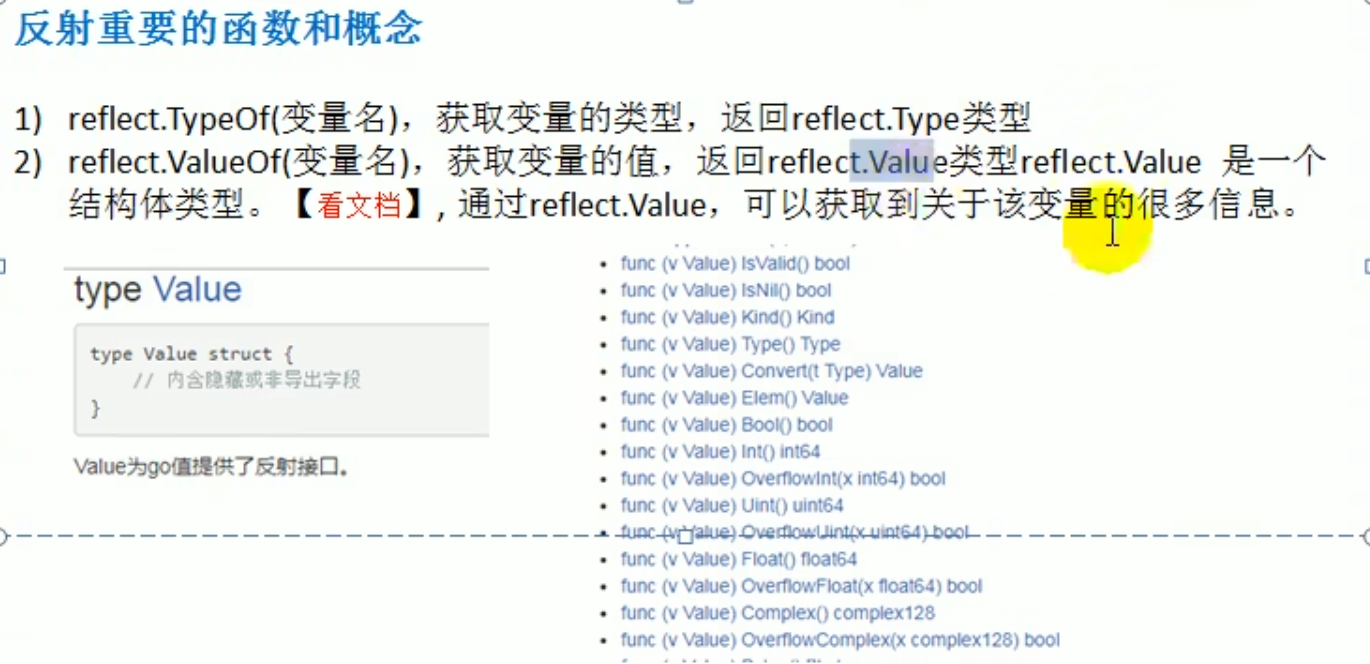 反射重要的函数和概念
1) reflect.TypeOf(变量名)，获取变量的类型，返回reflect.Type类型
2) reflect.ValueOf(变量名)，获取变量的值，返回reflect.Value类型reflect.Value 是一个
结构体类型。【看文档】, 通过reflect.Value，可以获取到关于该变量的很多信息。
type Value
type Value struct {
// 内含隐藏或非导出字段
}
Value为go值提供了反射接口。
• func (v Value) IsValid() bool
• func (v Value) IsNil() bool
• func (v Value) Kind() Kind
• func (v Value) Type() Type
• func (v Value) Convert(t Type) Value
• func (v Value) Elem() Value
• func (v Value) Bool() bool
• func (v Value) Int() int64
• func (v Value) OverflowInt(x int64) bool
• func (v Value) Uint() uint64
• func (v Value) OverflowUint(x uint64) bool
• func (v Value) Float() float64
• func (v Value) OverflowFloat(x float64) bool
• func (v Value) Complex() complex128
• func (v Value) OverflowComplex(x complex128) bool